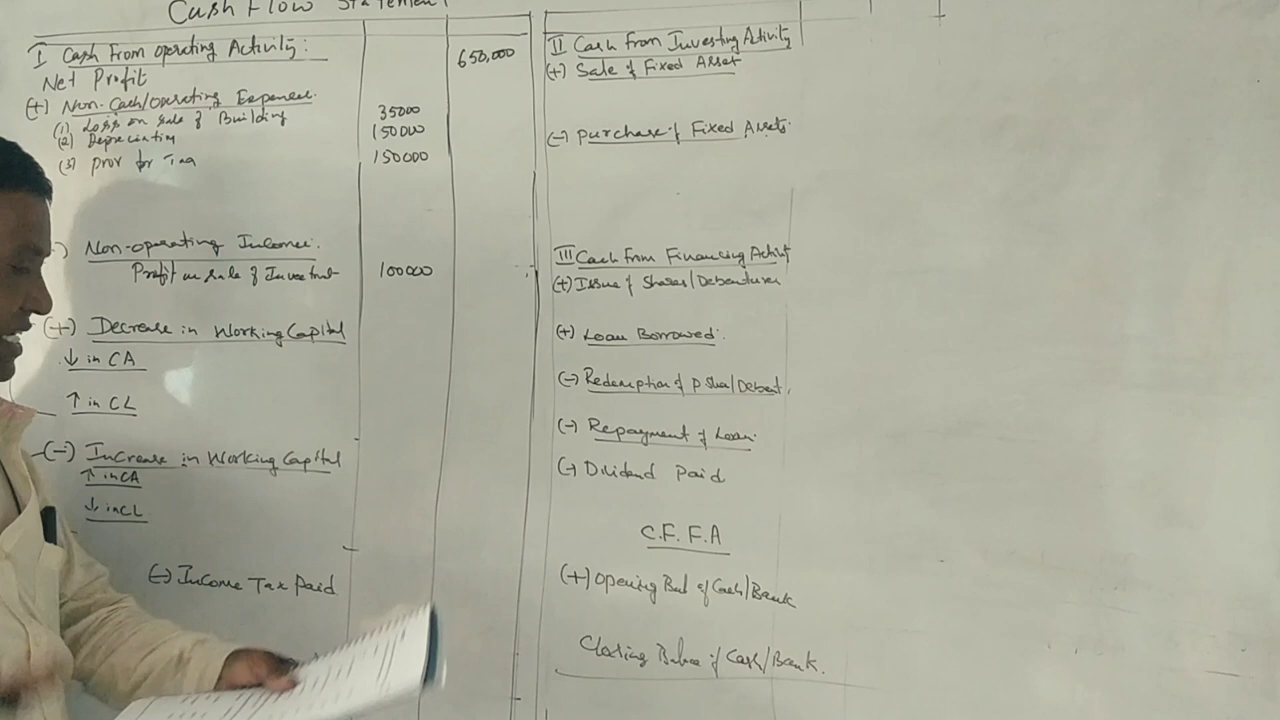 Cash Flow Statement
I Cash From operating Activity:
Net Profit 650,000
(+) Non-Cash/operating Expenses.
(1) Loss on sale of Building 35000
(2) Depreciation 150000
(3) Prov for Tax 150000
(-) Non-operating Income.
Profit on sale of Investment 100000
(+) Decrease in Working Capital
↓ in CA
↑ in CL
(-) Increase in Working Capital
↑ in CA
↓ in CL
(-) Income Tax Paid
II Cash From Investing Activity
(+) Sale of Fixed Asset
(-) Purchase of Fixed Assets.
III Cash from Financing Activity
(+) Issue of Shares/Debentures
(+) Loan Borrowed.
(-) Redemption of P.Sha/Debent.
(-) Repayment of Loan.
(-) Dividend Paid
C.F.F.A
(+) Opening Bal of Cash/Bank
Closing Balance of Cash/Bank.